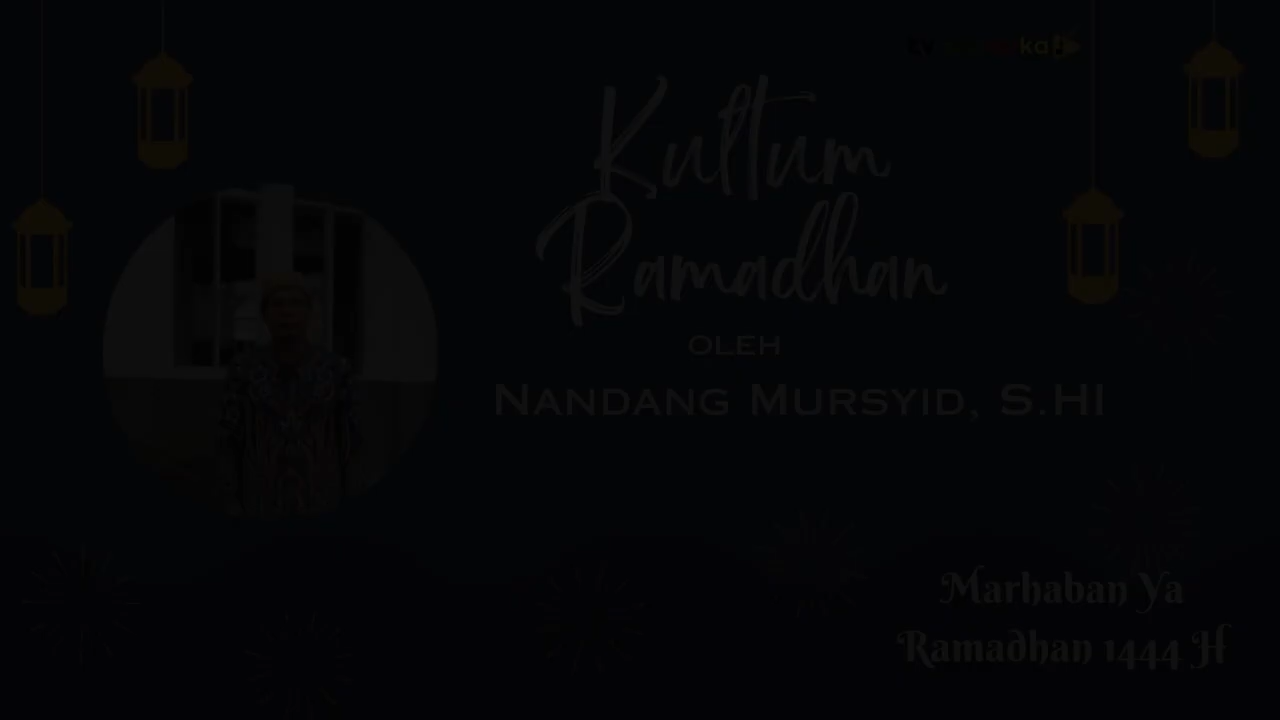 Kultum
Ramadhan
OLEH
NANDANG MURSYID, S.HI
Marhaban Ya
Ramadhan 1444 H